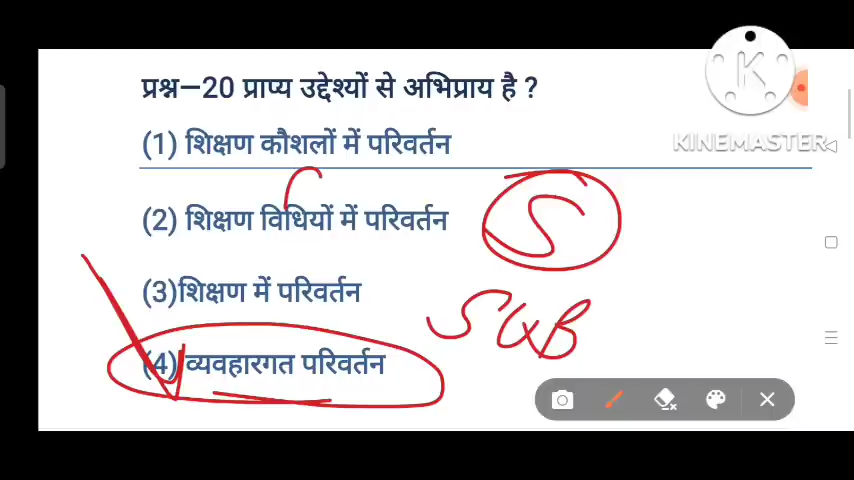 प्रश्न–20 प्राप्य उद्देश्यों से अभिप्राय है ?
KINEMASTER
(1) शिक्षण कौशलों में परिवर्तन
(2) शिक्षण विधियों में परिवर्तन
S
(3)शिक्षण में परिवर्तन
(4) व्यवहारगत परिवर्तन